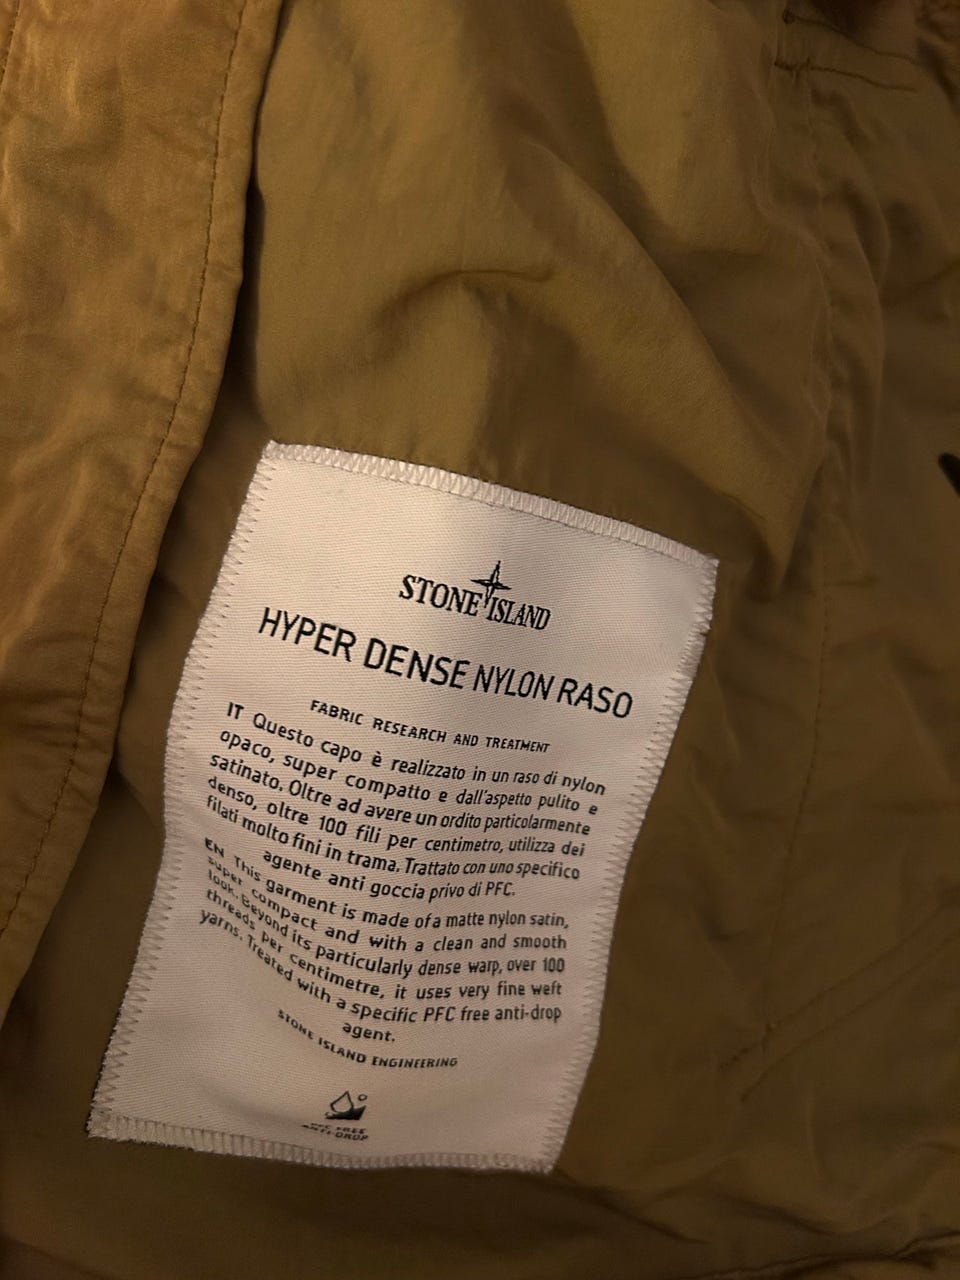 STONE ISLAND
HYPER DENSE NYLON RASO
FABRIC RESEARCH AND TREATMENT
IT Questo capo è realizzato in un raso di nylon
opaco, super compatto e dall'aspetto pulito e
satinato. Oltre ad avere un ordito particolarmente
denso, oltre 100 fili per centimetro, utilizza dei
filati molto fini in trama. Trattato con uno specifico
agente anti goccia privo di PFC.
EN This garment is made of a matte nylon satin,
super compact and with a clean and smooth
look. Beyond its particularly dense warp, over 100
threads per centimetre, it uses very fine weft
yarns. Treated with a specific PFC free anti-drop
agent.
STONE ISLAND ENGINEERING
PFC FREE
ANTI-DROP